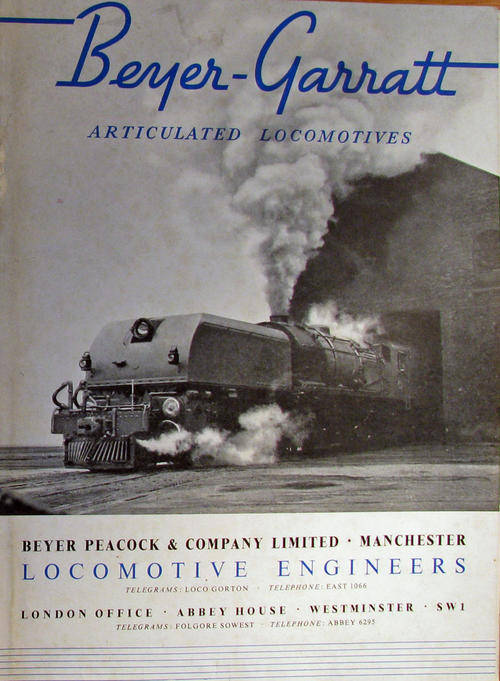 Beyer-Garratt
ARTICULATED LOCOMOTIVES
BEYER PEACOCK & COMPANY LIMITED · MANCHESTER
LOCOMOTIVE ENGINEERS
TELEGRAMS: LOCO GORTON · TELEPHONE: EAST 1066
LONDON OFFICE · ABBEY HOUSE · WESTMINSTER · SW1
TELEGRAMS: FOLGORE SOWEST · TELEPHONE: ABBEY 6295